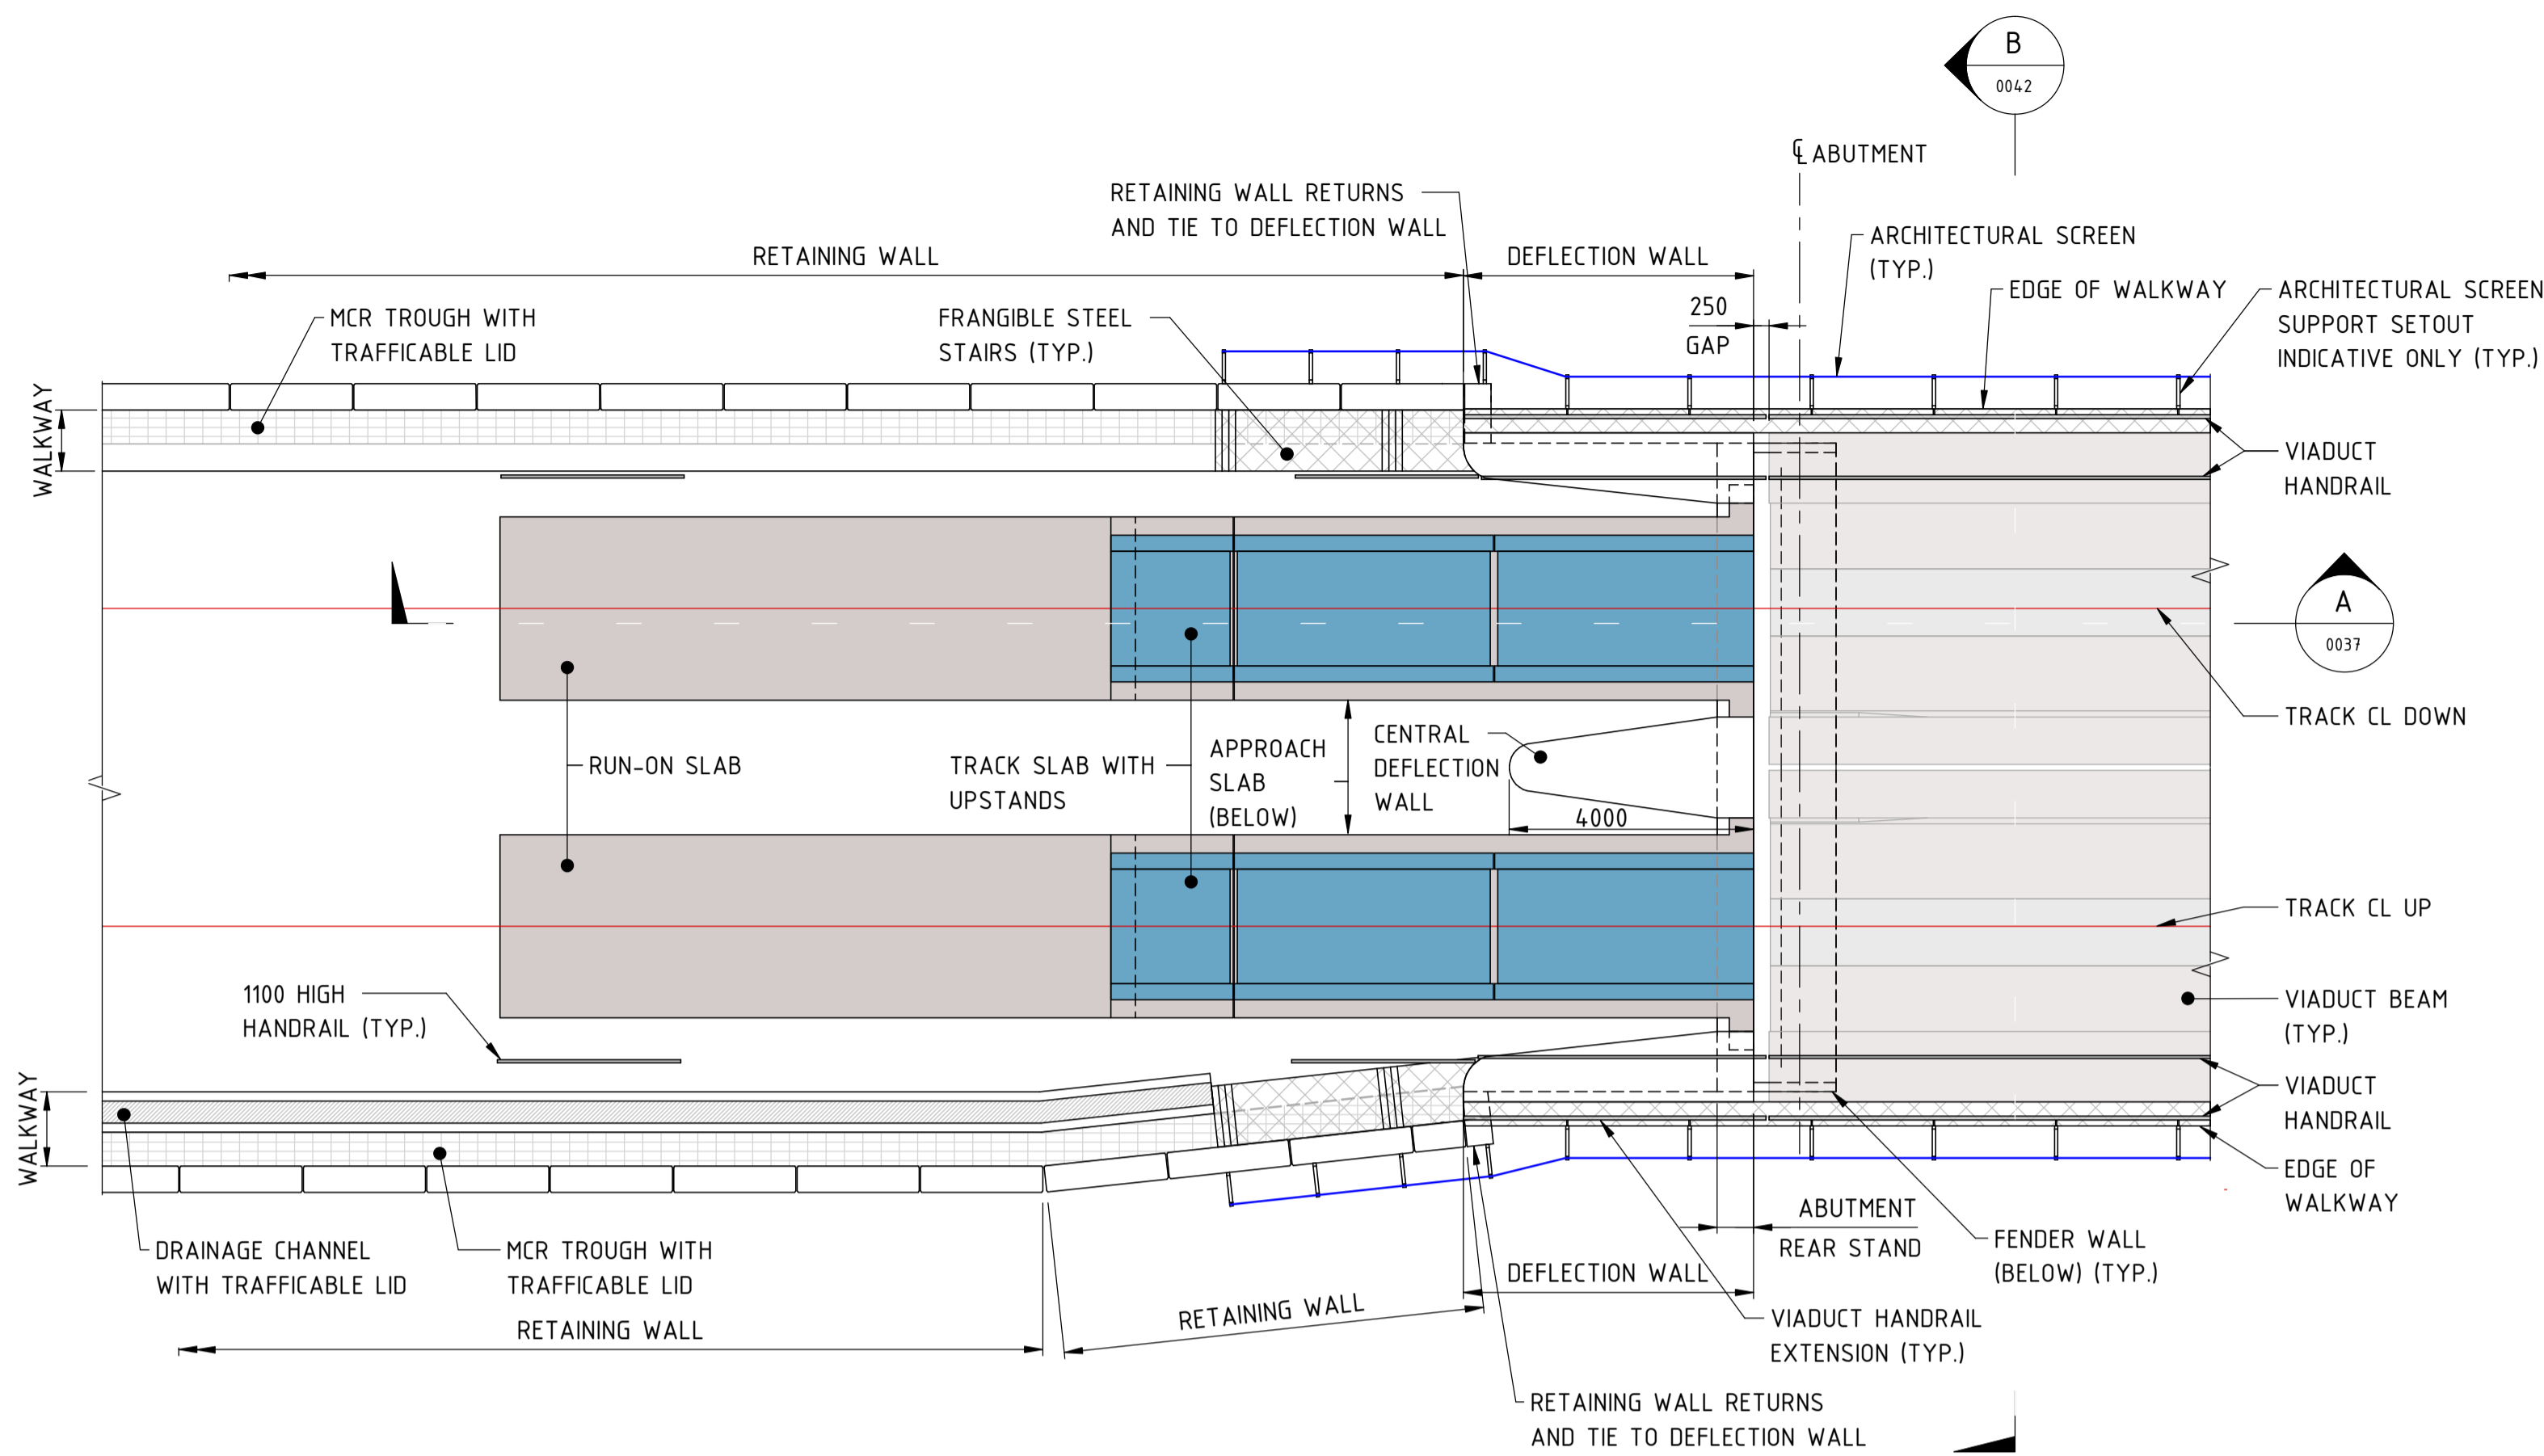 B
0042
℄ ABUTMENT
RETAINING WALL RETURNS
AND TIE TO DEFLECTION WALL
RETAINING WALL
DEFLECTION WALL
ARCHITECTURAL SCREEN
(TYP.)
EDGE OF WALKWAY
ARCHITECTURAL SCREEN
SUPPORT SETOUT
INDICATIVE ONLY (TYP.)
250
GAP
MCR TROUGH WITH
TRAFFICABLE LID
FRANGIBLE STEEL
STAIRS (TYP.)
WALKWAY
VIADUCT
HANDRAIL
A
0037
TRACK CL DOWN
RUN-ON SLAB
TRACK SLAB WITH
UPSTANDS
APPROACH
SLAB
(BELOW)
CENTRAL
DEFLECTION
WALL
4000
TRACK CL UP
1100 HIGH
HANDRAIL (TYP.)
VIADUCT BEAM
(TYP.)
WALKWAY
VIADUCT
HANDRAIL
EDGE OF
WALKWAY
ABUTMENT
REAR STAND
FENDER WALL
(BELOW) (TYP.)
DRAINAGE CHANNEL
WITH TRAFFICABLE LID
MCR TROUGH WITH
TRAFFICABLE LID
DEFLECTION WALL
RETAINING WALL
RETAINING WALL
VIADUCT HANDRAIL
EXTENSION (TYP.)
RETAINING WALL RETURNS
AND TIE TO DEFLECTION WALL